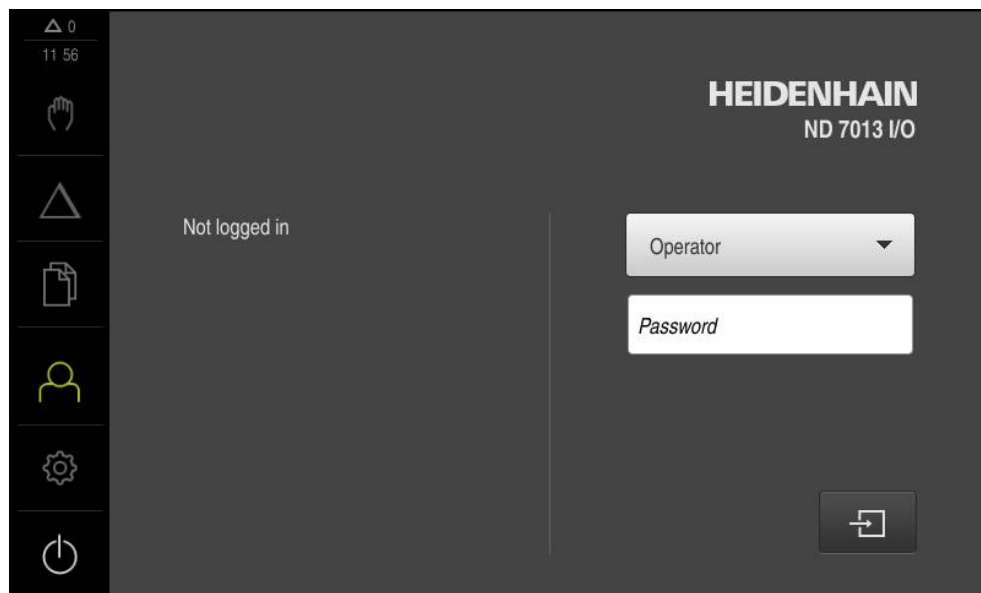 0
11 56
HEIDENHAIN
ND 7013 I/O
Not logged in
Operator
Password